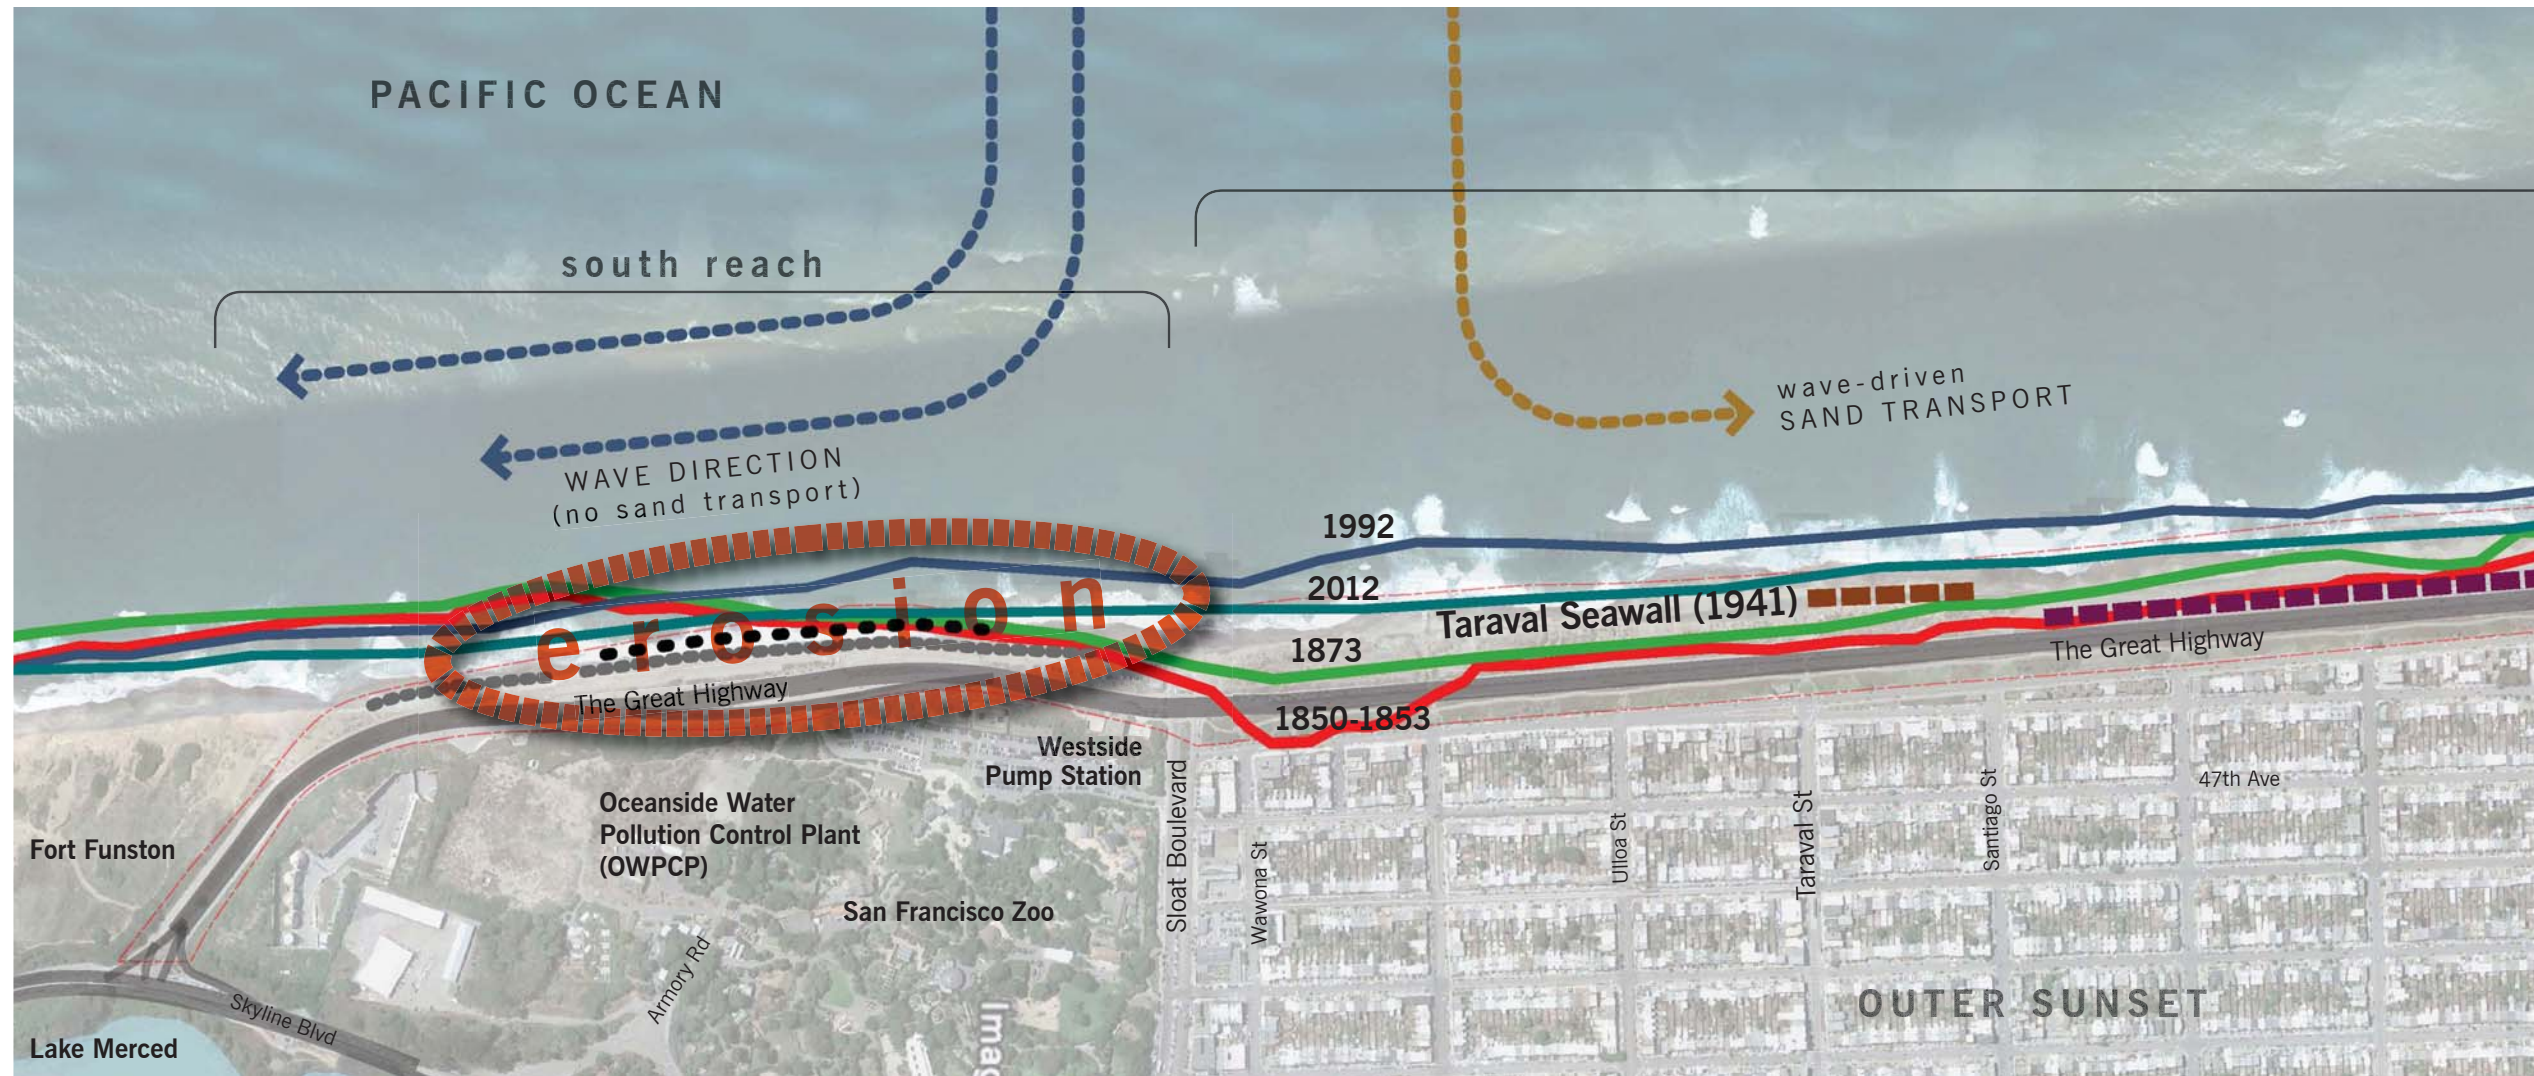 PACIFIC OCEAN
south reach
wave-driven
SAND TRANSPORT
WAVE DIRECTION
(no sand transport)
1992
2012
erosion
Taraval Seawall (1941)
1873
The Great Highway
The Great Highway
1850-1853
Westside
Pump Station
Oceanside Water
Pollution Control Plant
(OWPCP)
Fort Funston
San Francisco Zoo
Sloat Boulevard
Wawona St
Ulloa St
Taraval St
Santiago St
47th Ave
Armory Rd
Skyline Blvd
Lake Merced
OUTER SUNSET
Imag